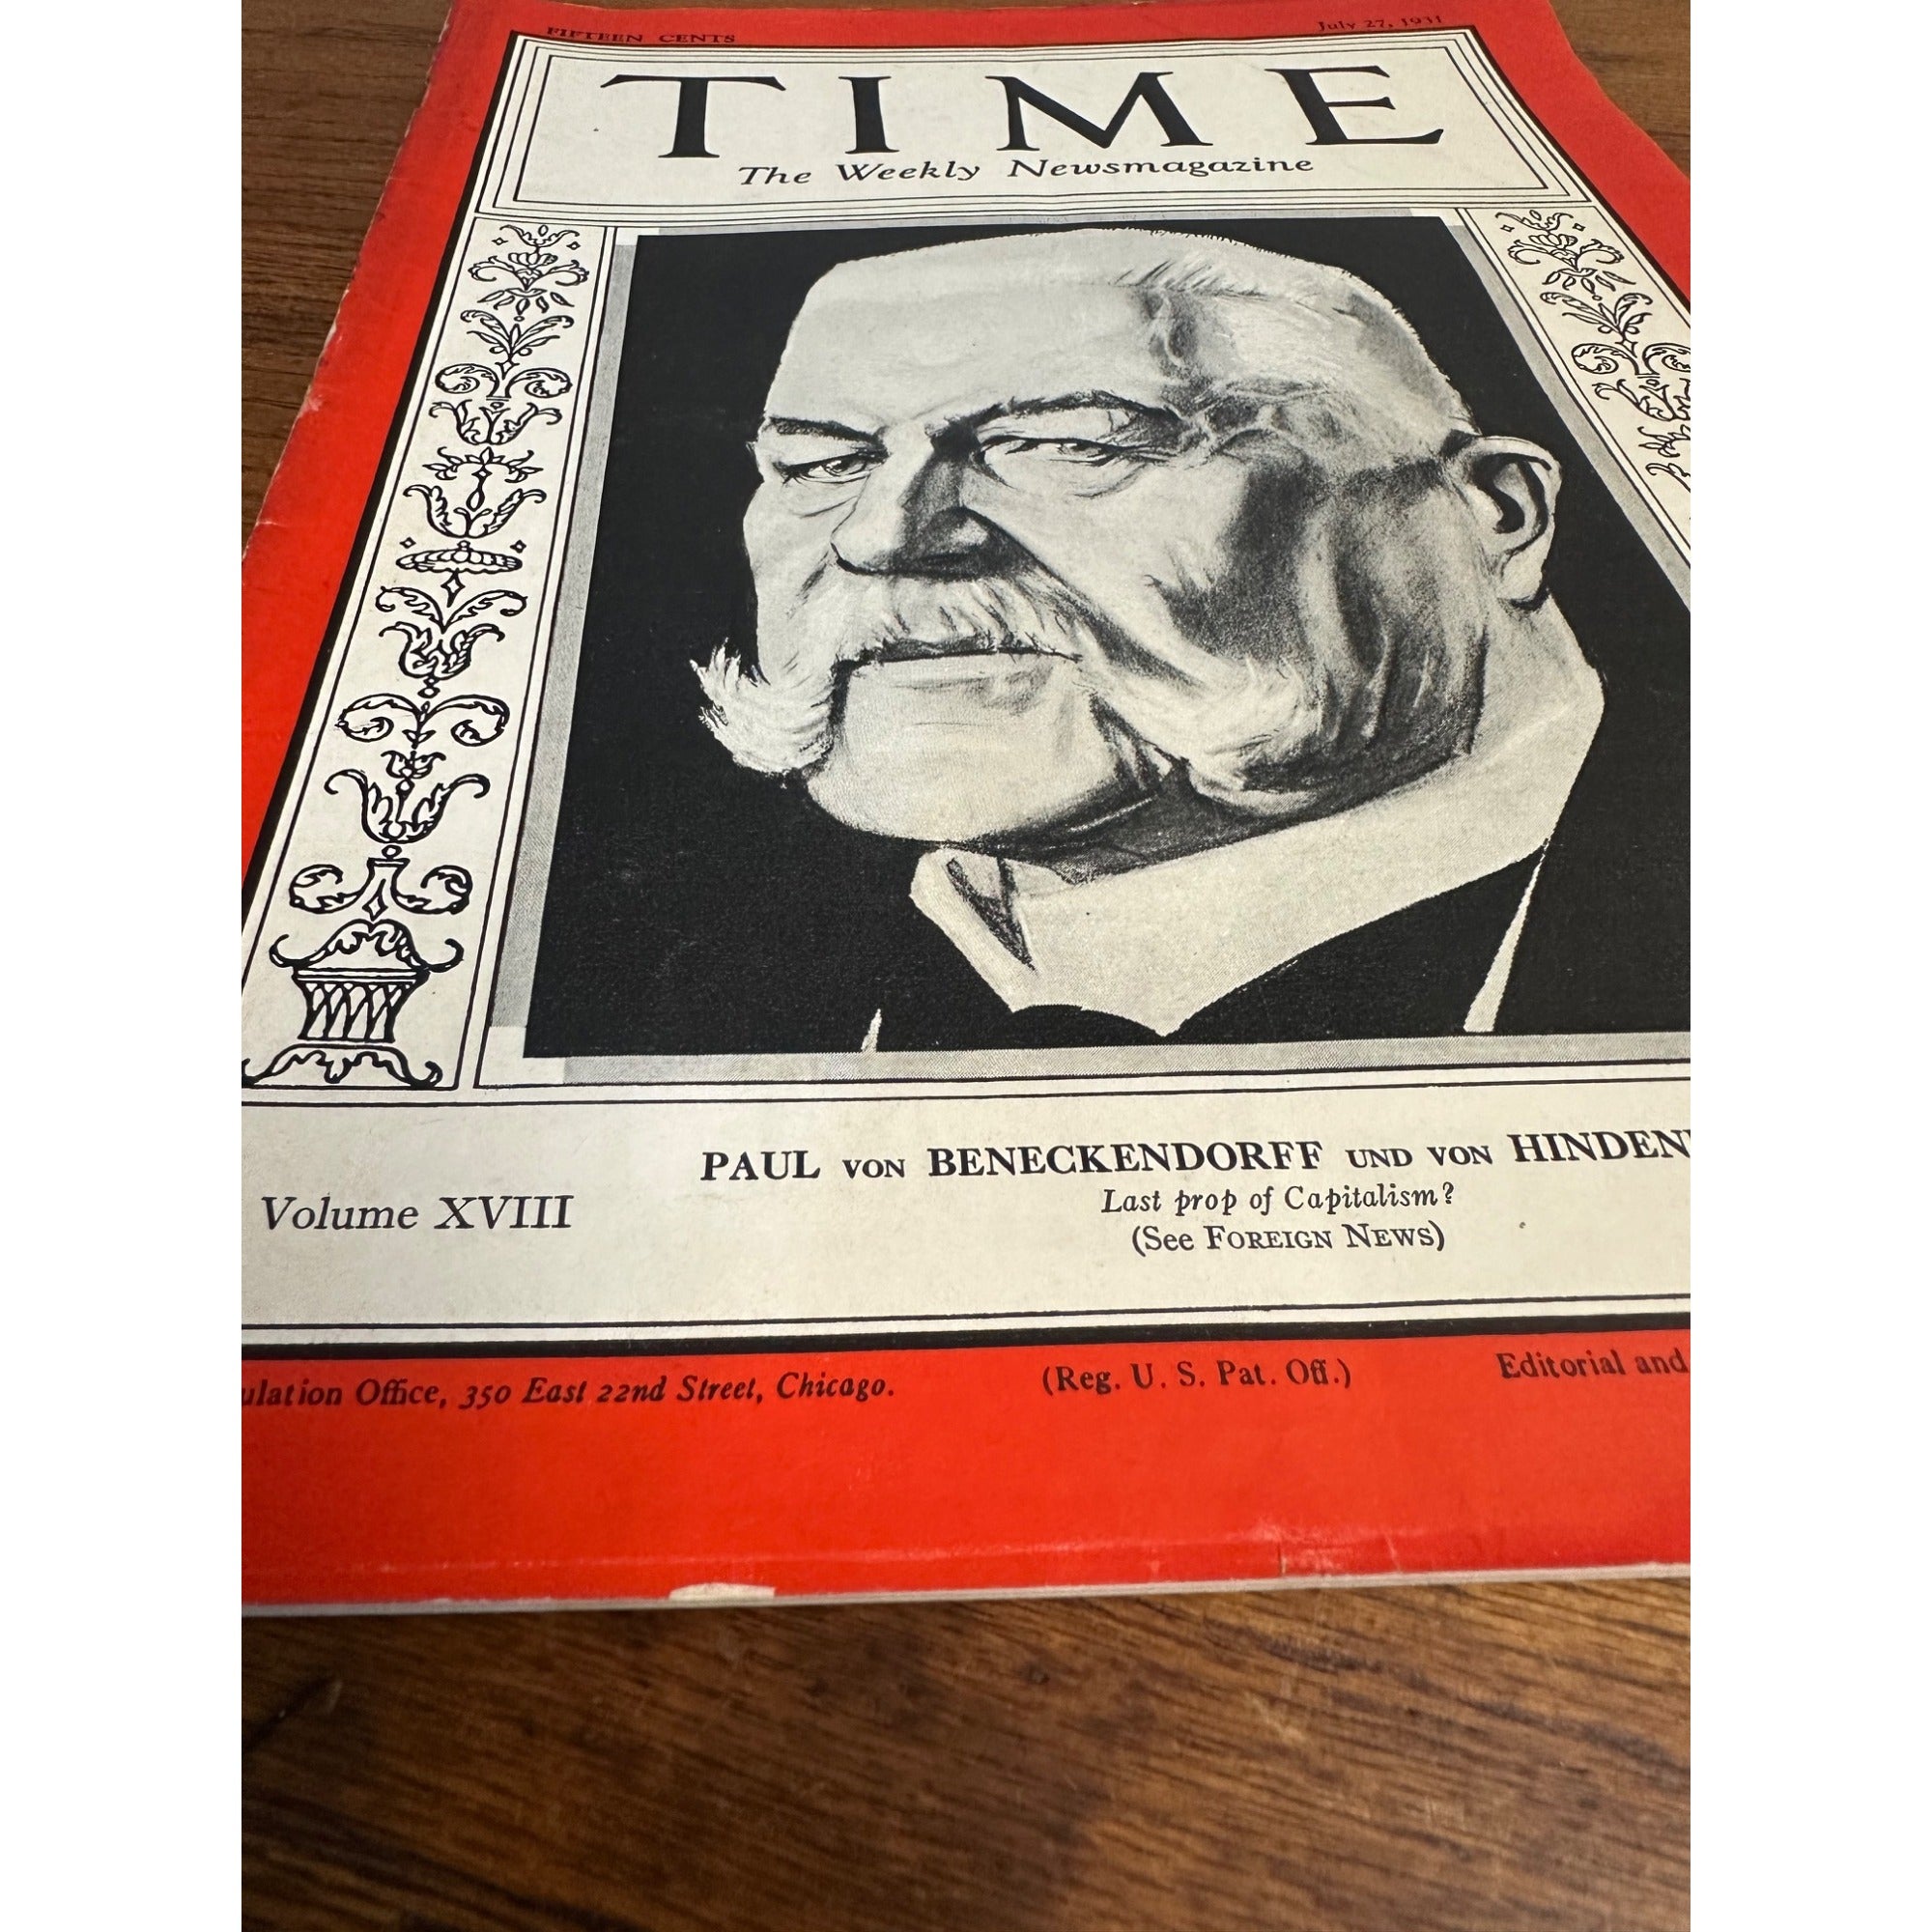 FIFTEEN CENTS
July 27, 1931
TIME
The Weekly Newsmagazine
PAUL VON BENECKENDORFF UND VON HINDEN
Volume XVIII
Last prop of Capitalism?
(See FOREIGN NEWS)
ulation Office, 350 East 22nd Street, Chicago.
(Reg. U. S. Pat. Off.)
Editorial and